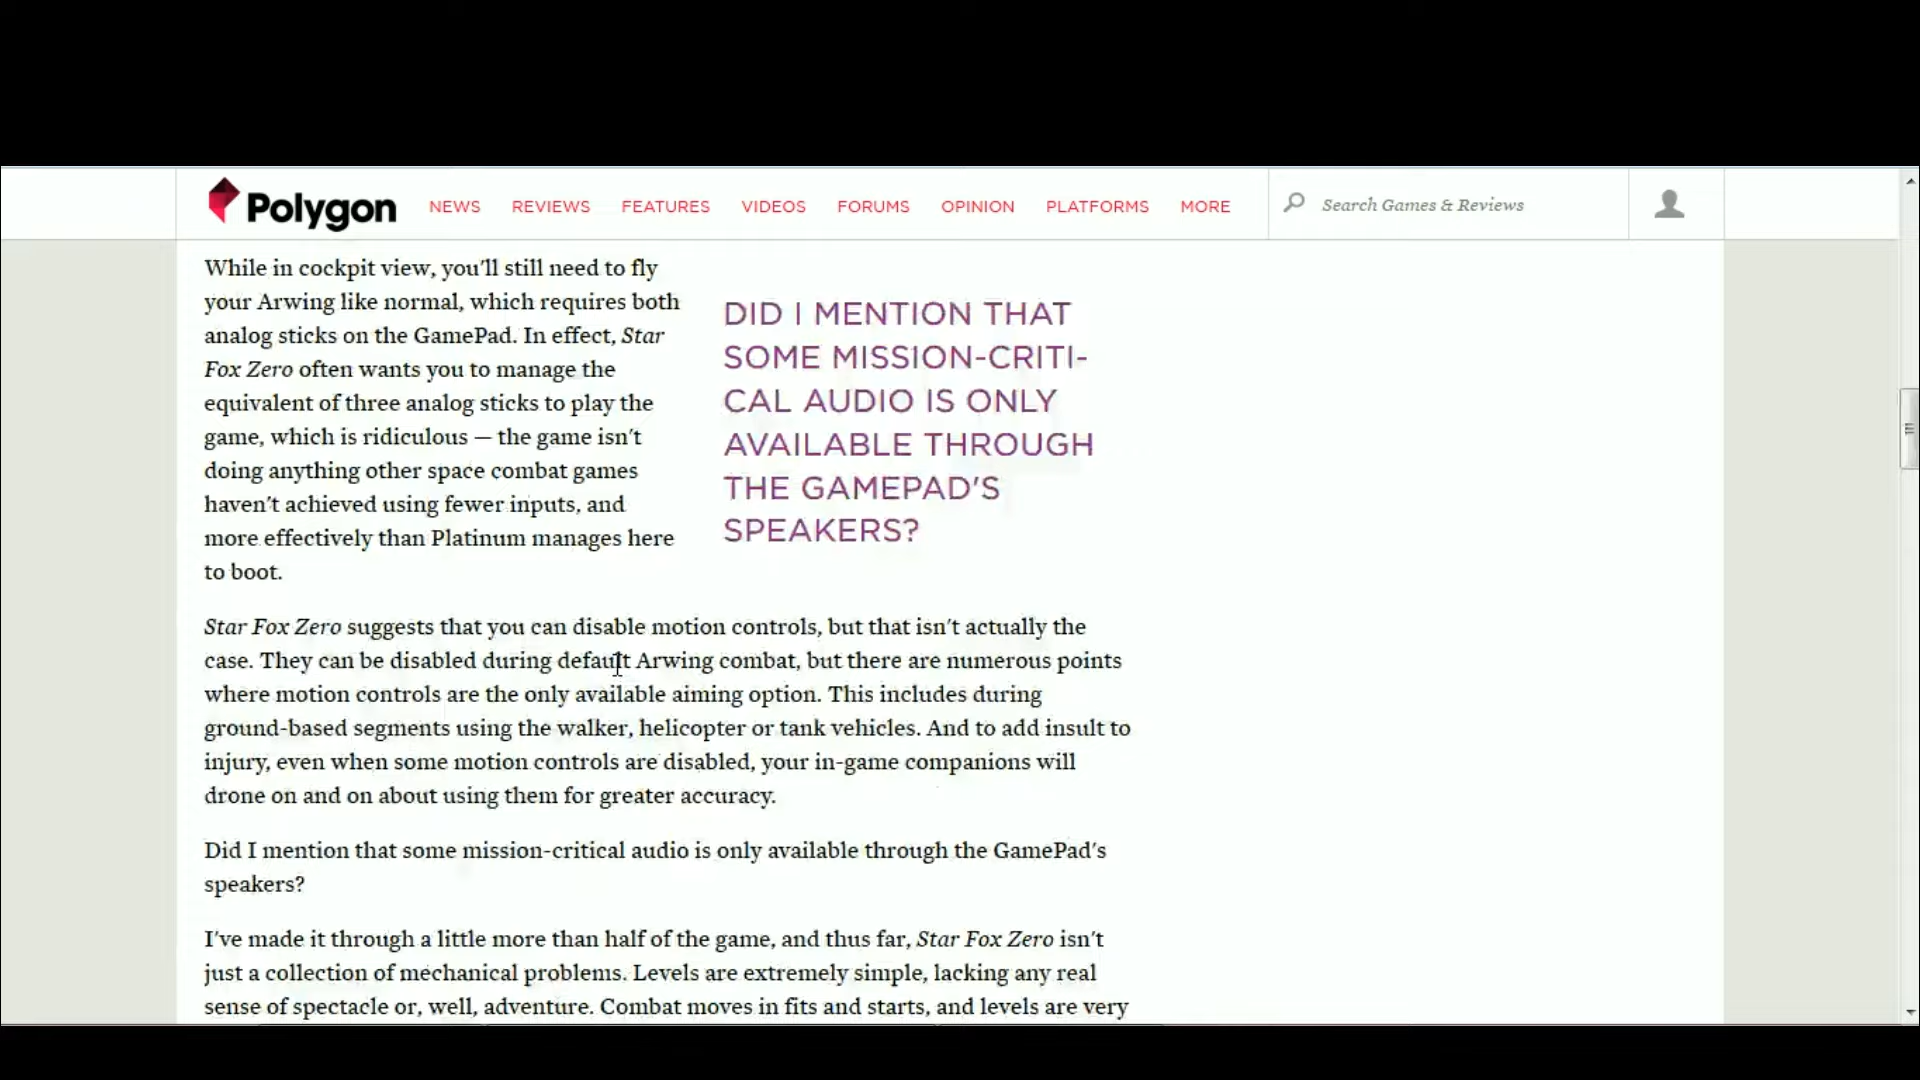 Polygon
NEWS
REVIEWS
FEATURES
VIDEOS
FORUMS
OPINION
PLATFORMS
MORE
Search Games & Reviews
While in cockpit view, you'll still need to fly
your Arwing like normal, which requires both
analog sticks on the GamePad. In effect, Star
Fox Zero often wants you to manage the
equivalent of three analog sticks to play the
game, which is ridiculous — the game isn't
doing anything other space combat games
haven't achieved using fewer inputs, and
more effectively than Platinum manages here
to boot.
DID I MENTION THAT
SOME MISSION-CRITI-
CAL AUDIO IS ONLY
AVAILABLE THROUGH
THE GAMEPAD'S
SPEAKERS?
Star Fox Zero suggests that you can disable motion controls, but that isn't actually the
case. They can be disabled during default Arwing combat, but there are numerous points
where motion controls are the only available aiming option. This includes during
ground-based segments using the walker, helicopter or tank vehicles. And to add insult to
injury, even when some motion controls are disabled, your in-game companions will
drone on and on about using them for greater accuracy.
Did I mention that some mission-critical audio is only available through the GamePad's
speakers?
I've made it through a little more than half of the game, and thus far, Star Fox Zero isn't
just a collection of mechanical problems. Levels are extremely simple, lacking any real
sense of spectacle or, well, adventure. Combat moves in fits and starts, and levels are very